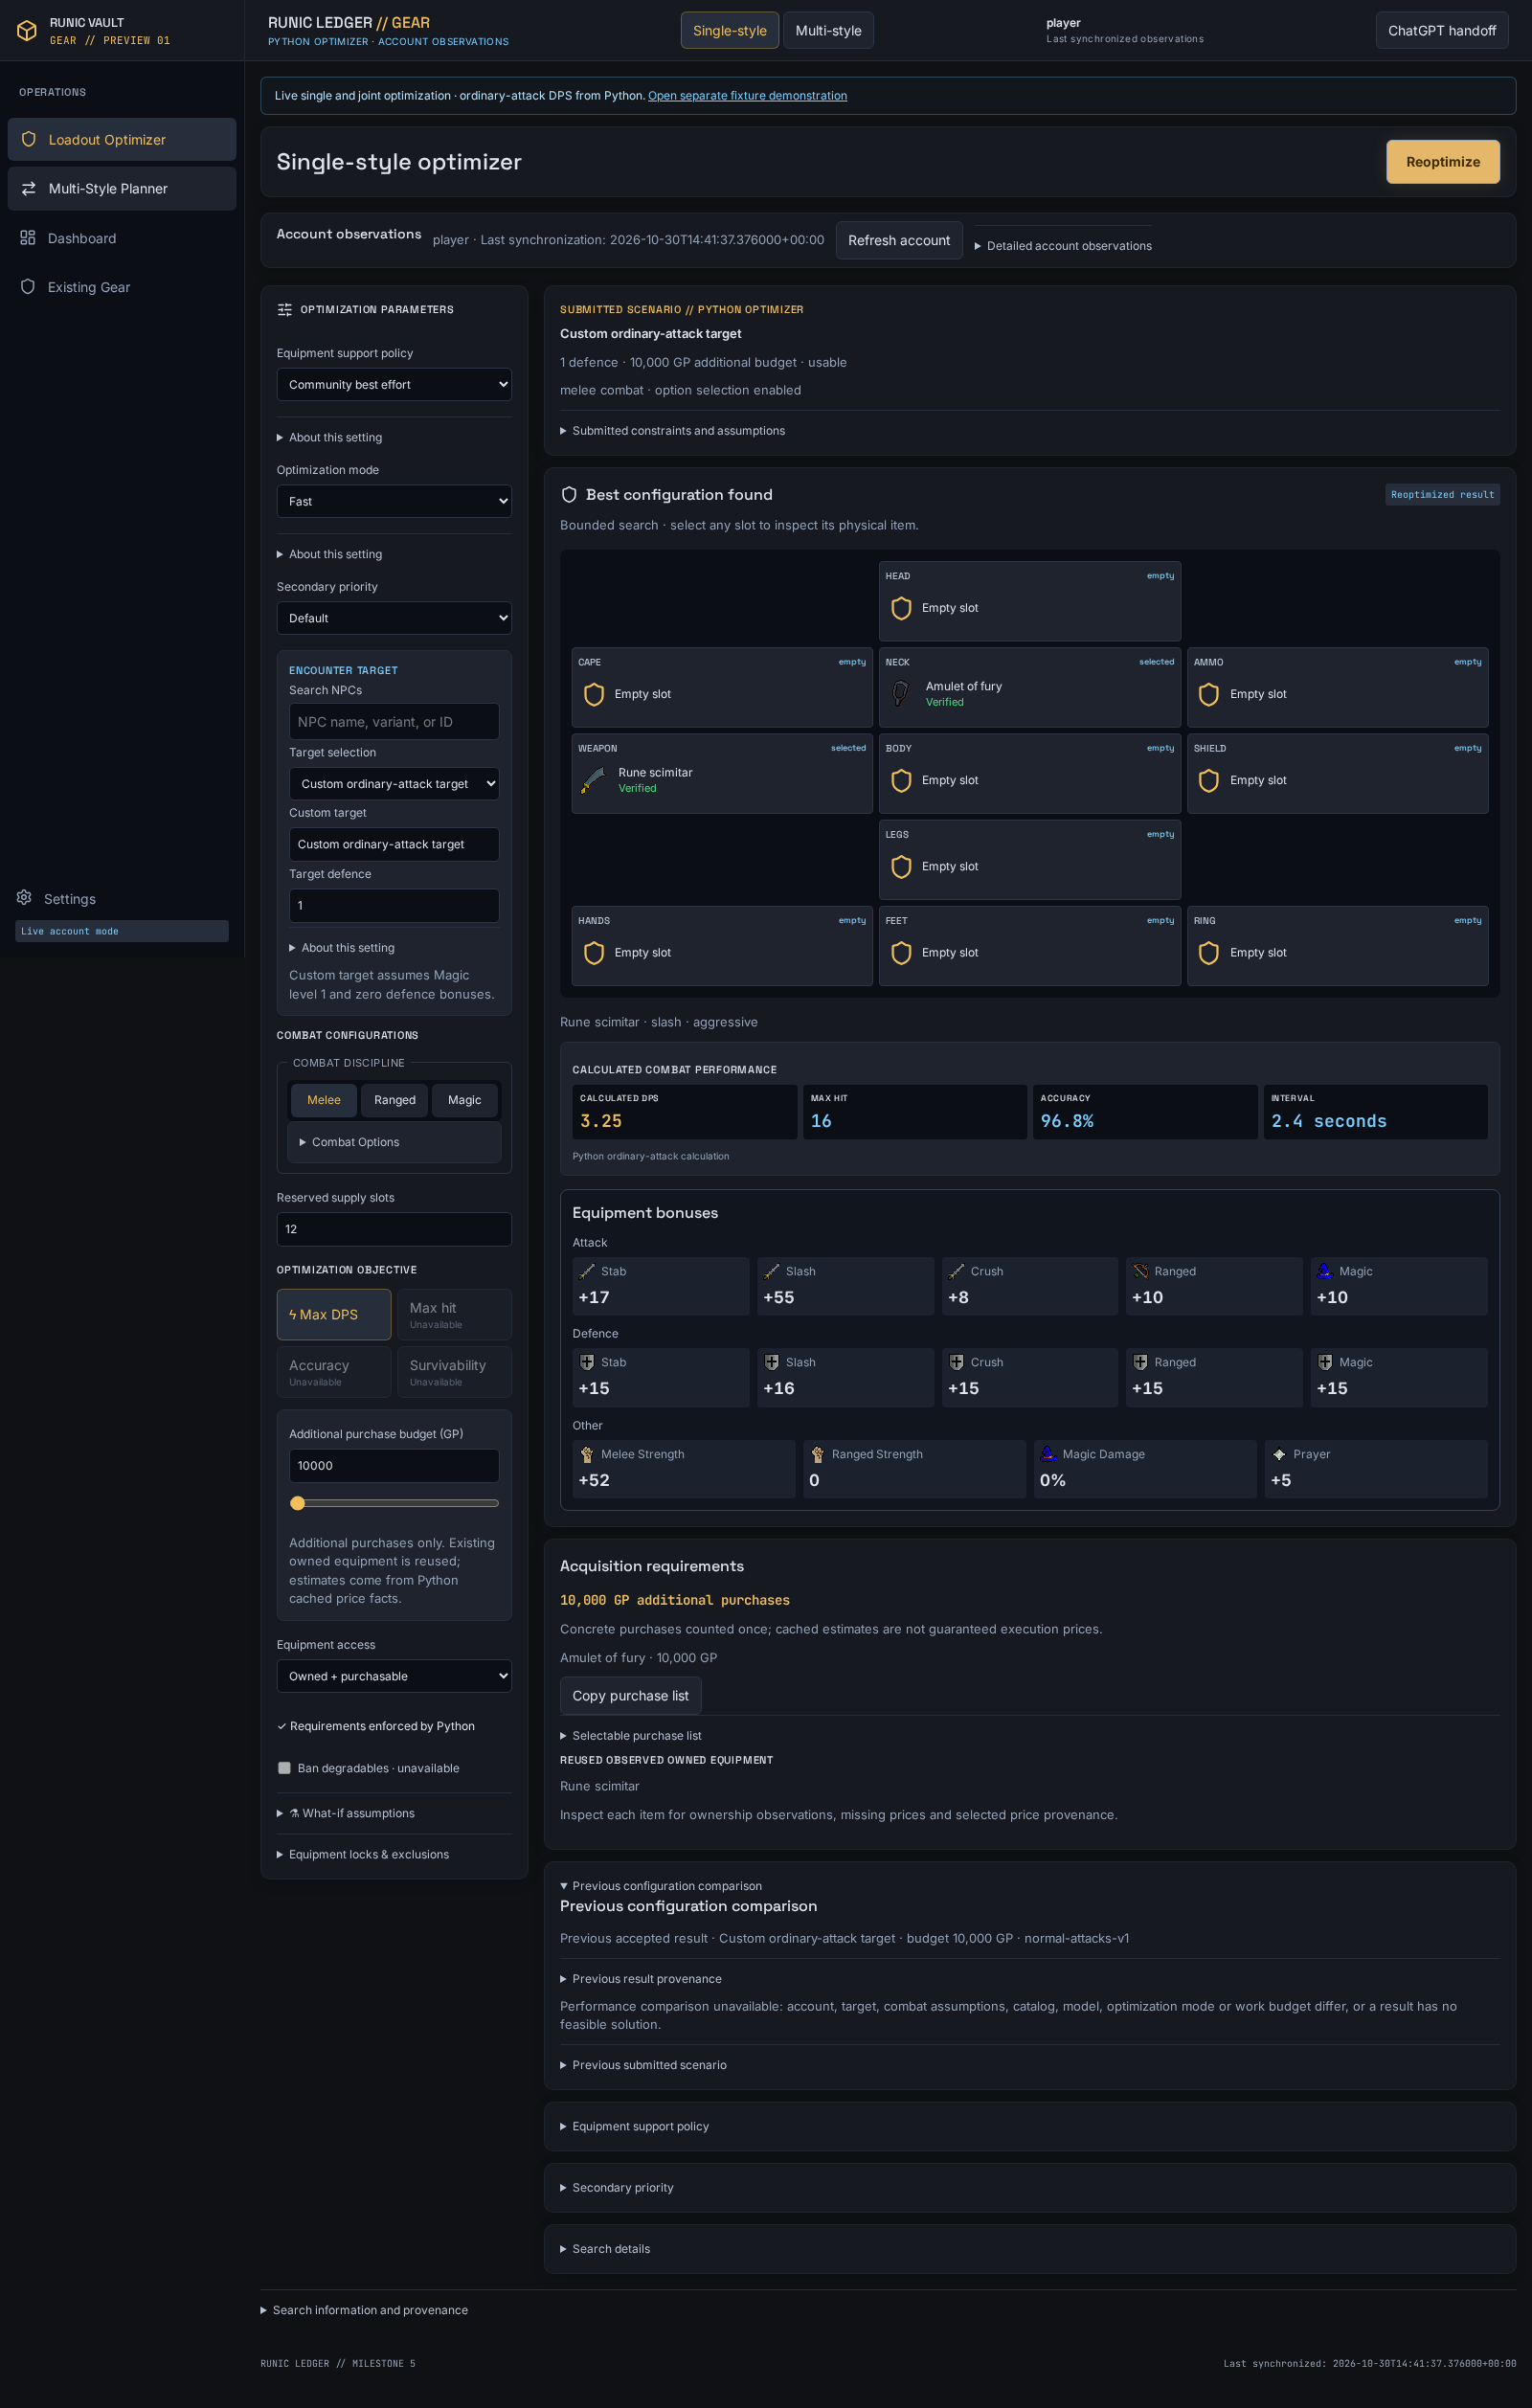 RUNIC VAULT
GEAR // PREVIEW 01
RUNIC LEDGER // GEAR
PYTHON OPTIMIZER · ACCOUNT OBSERVATIONS
Single-style
Multi-style
player
Last synchronized observations
ChatGPT handoff
OPERATIONS
Loadout Optimizer
Multi-Style Planner
Dashboard
Existing Gear
Settings
Live account mode
Live single and joint optimization · ordinary-attack DPS from Python. Open separate fixture demonstration
Single-style optimizer
Reoptimize
Account observations
player · Last synchronization: 2026-10-30T14:41:37.376000+00:00
Refresh account
Detailed account observations
OPTIMIZATION PARAMETERS
Equipment support policy
Community best effort
About this setting
Optimization mode
Fast
About this setting
Secondary priority
Default
ENCOUNTER TARGET
Search NPCs
NPC name, variant, or ID
Target selection
Custom ordinary-attack target
Custom target
Custom ordinary-attack target
Target defence
1
About this setting
Custom target assumes Magic
level 1 and zero defence bonuses.
COMBAT CONFIGURATIONS
COMBAT DISCIPLINE
Melee
Ranged
Magic
Combat Options
Reserved supply slots
12
OPTIMIZATION OBJECTIVE
ϟ Max DPS
Max hit
Unavailable
Accuracy
Unavailable
Survivability
Unavailable
Additional purchase budget (GP)
10000
Additional purchases only. Existing
owned equipment is reused;
estimates come from Python
cached price facts.
Equipment access
Owned + purchasable
✓ Requirements enforced by Python
Ban degradables · unavailable
⚗ What-if assumptions
Equipment locks & exclusions
SUBMITTED SCENARIO // PYTHON OPTIMIZER
Custom ordinary-attack target
1 defence · 10,000 GP additional budget · usable
melee combat · option selection enabled
Submitted constraints and assumptions
Best configuration found
Reoptimized result
Bounded search · select any slot to inspect its physical item.
HEAD
empty
Empty slot
CAPE
empty
Empty slot
NECK
selected
Amulet of fury
Verified
AMMO
empty
Empty slot
WEAPON
selected
Rune scimitar
Verified
BODY
empty
Empty slot
SHIELD
empty
Empty slot
LEGS
empty
Empty slot
HANDS
empty
Empty slot
FEET
empty
Empty slot
RING
empty
Empty slot
Rune scimitar · slash · aggressive
CALCULATED COMBAT PERFORMANCE
CALCULATED DPS
3.25
MAX HIT
16
ACCURACY
96.8%
INTERVAL
2.4 seconds
Python ordinary-attack calculation
Equipment bonuses
Attack
Stab
+17
Slash
+55
Crush
+8
Ranged
+10
Magic
+10
Defence
Stab
+15
Slash
+16
Crush
+15
Ranged
+15
Magic
+15
Other
Melee Strength
+52
Ranged Strength
0
Magic Damage
0%
Prayer
+5
Acquisition requirements
10,000 GP additional purchases
Concrete purchases counted once; cached estimates are not guaranteed execution prices.
Amulet of fury · 10,000 GP
Copy purchase list
Selectable purchase list
REUSED OBSERVED OWNED EQUIPMENT
Rune scimitar
Inspect each item for ownership observations, missing prices and selected price provenance.
Previous configuration comparison
Previous configuration comparison
Previous accepted result · Custom ordinary-attack target · budget 10,000 GP · normal-attacks-v1
Previous result provenance
Performance comparison unavailable: account, target, combat assumptions, catalog, model, optimization mode or work budget differ, or a result has no
feasible solution.
Previous submitted scenario
Equipment support policy
Secondary priority
Search details
Search information and provenance
RUNIC LEDGER // MILESTONE 5
Last synchronized: 2026-10-30T14:41:37.376000+00:00